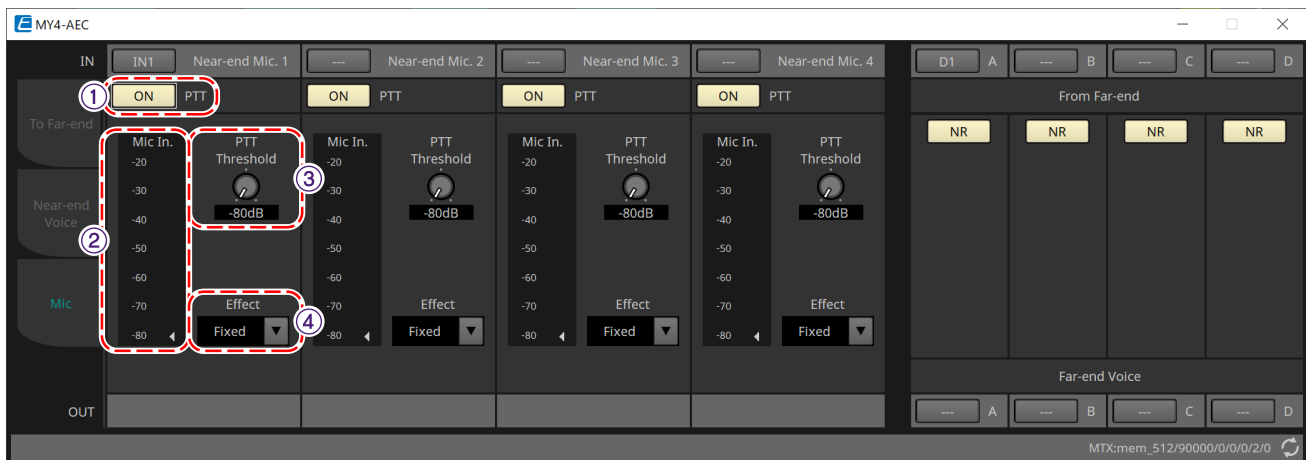 MY4-AEC
IN IN1 Near-end Mic. 1 --- Near-end Mic. 2 --- Near-end Mic. 3 --- Near-end Mic. 4 D1 A --- B --- C --- D
① ON PTT ON PTT ON PTT ON PTT From Far-end
To Far-end
NR NR NR NR
Mic In. PTT Mic In. PTT Mic In. PTT Mic In. PTT
-20 Threshold -20 Threshold -20 Threshold -20 Threshold
③
-30 -30 -30 -30
Near-end
Voice
-40 -80dB -40 -80dB -40 -80dB -40 -80dB
②
-50 -50 -50 -50
-60 -60 -60 -60
Mic
-70 Effect -70 Effect -70 Effect -70 Effect
④
-80 Fixed -80 Fixed -80 Fixed -80 Fixed
Far-end Voice
OUT --- A --- B --- C --- D
MTX:mem_512/90000/0/0/0/2/0